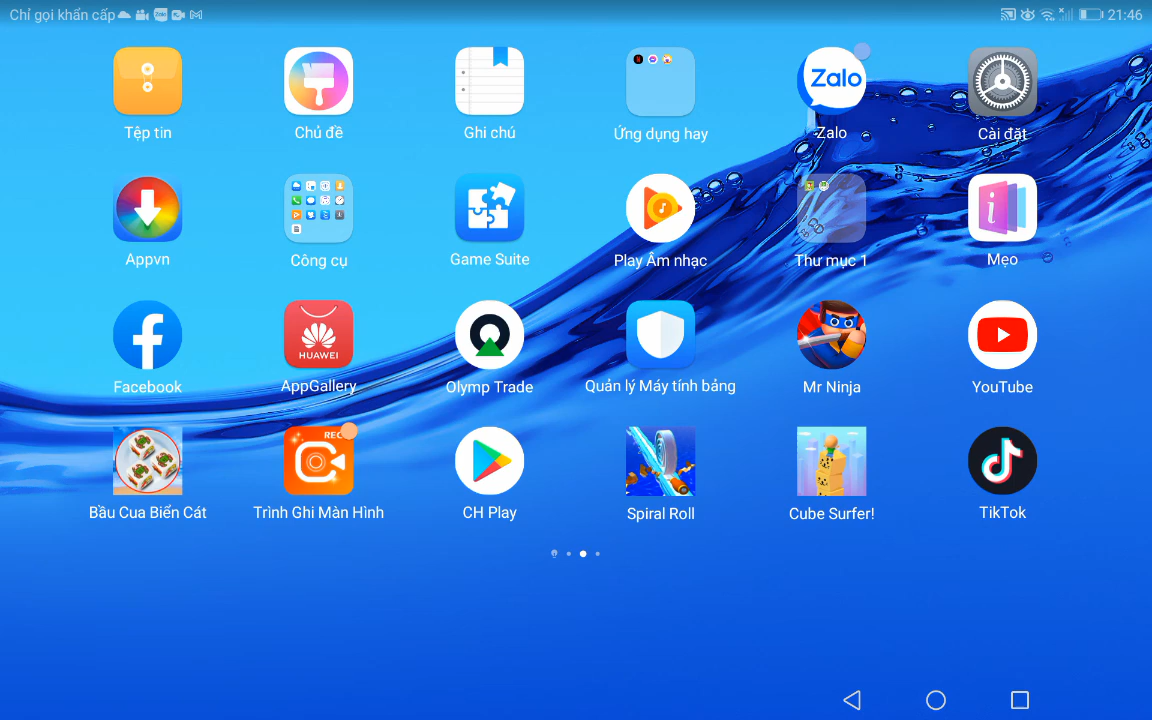 Chỉ gọi khẩn cấp
21:46
Tệp tin
Chủ đề
Ghi chú
Ứng dụng hay
Zalo
Zalo
Cài đặt
Appvn
Công cụ
Game Suite
Play Âm nhạc
Thư mục 1
i
Mẹo
HUAWEI
Facebook
AppGallery
Olymp Trade
Quản lý Máy tính bảng
Mr Ninja
YouTube
REC
Bầu Cua Biển Cát
Trình Ghi Màn Hình
CH Play
Spiral Roll
Cube Surfer!
TikTok